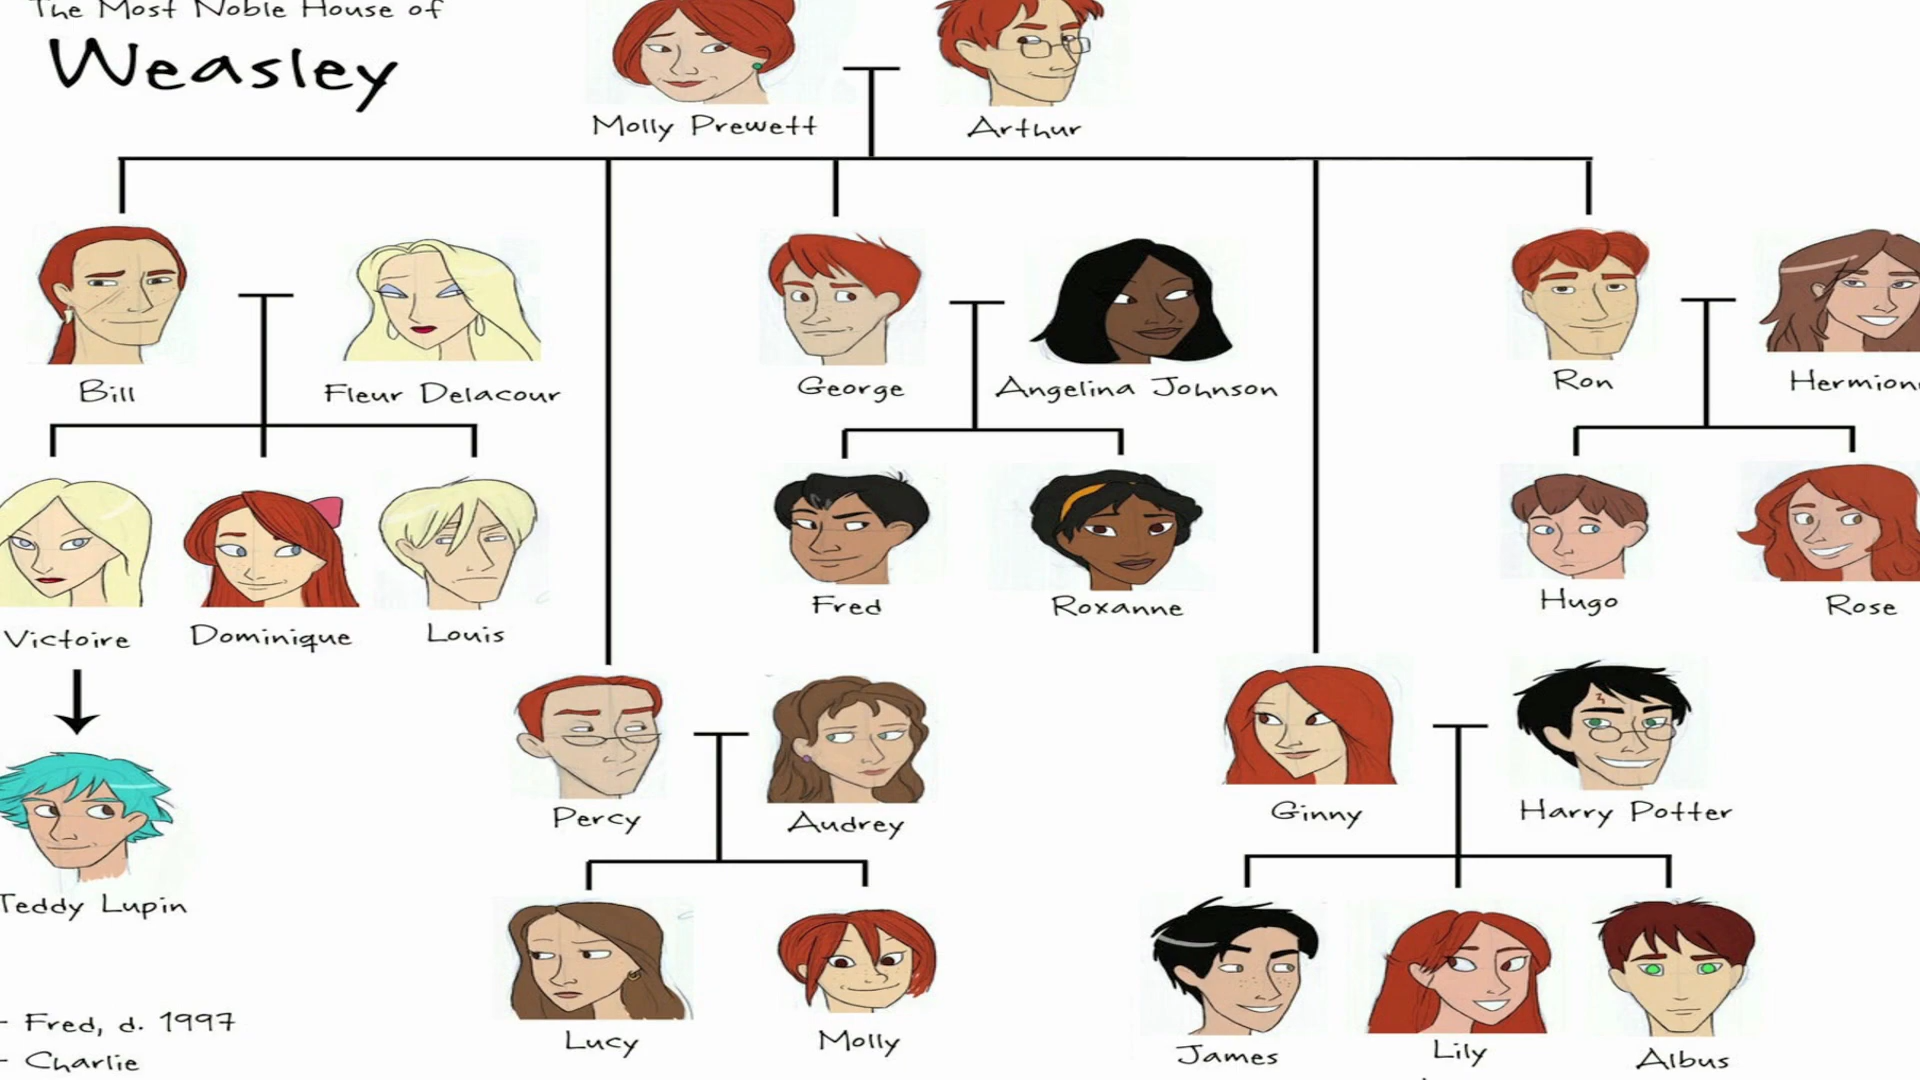 The Most Noble House of
Weasley
Molly Prewett
Arthur
Bill
Fleur Delacour
George
Angelina Johnson
Ron
Hermion
Victoire
Dominique
Louis
Fred
Roxanne
Hugo
Rose
Percy
Audrey
Ginny
Harry Potter
Teddy Lupin
Lucy
Molly
James
Lily
Albus
- Fred, d. 1997
- Charlie